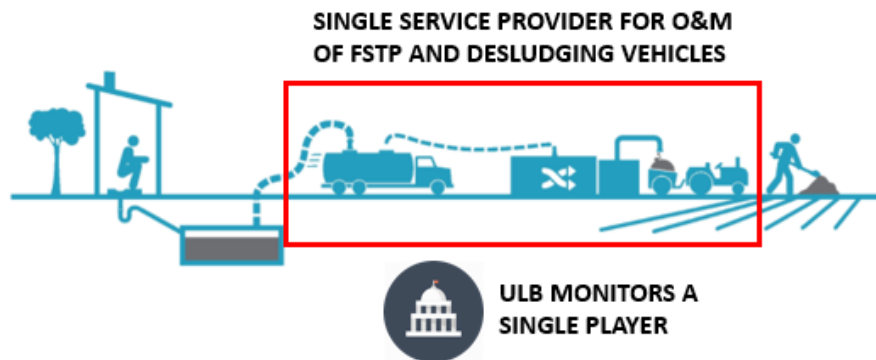 SINGLE SERVICE PROVIDER FOR O&M
OF FSTP AND DESLUDGING VEHICLES
ULB MONITORS A
SINGLE PLAYER